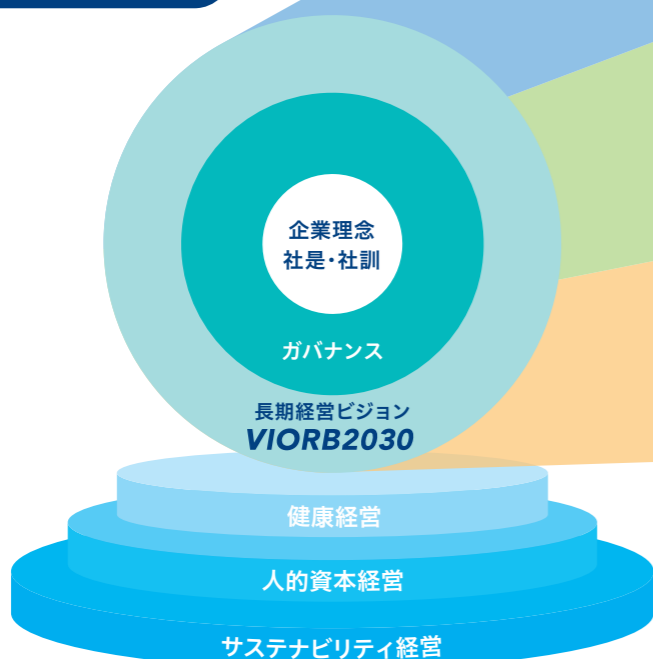 企業理念
社是・社訓
ガバナンス
長期経営ビジョン
VIORB2030
健康経営
人的資本経営
サステナビリティ経営